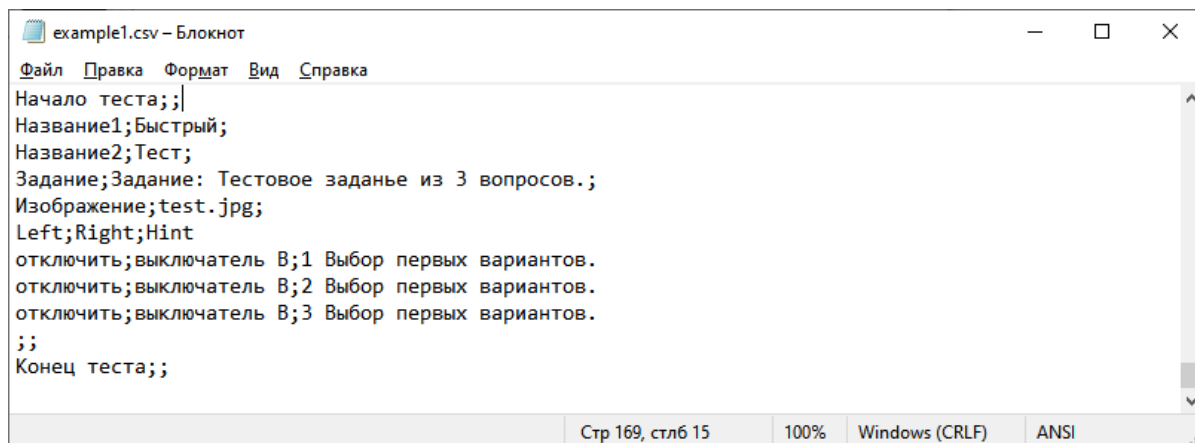 example1.csv – Блокнот
Файл Правка Формат Вид Справка
Начало теста;;
Название1;Быстрый;
Название2;Тест;
Задание;Задание: Тестовое заданье из 3 вопросов.;
Изображение;test.jpg;
Left;Right;Hint
отключить;выключатель В;1 Выбор первых вариантов.
отключить;выключатель В;2 Выбор первых вариантов.
отключить;выключатель В;3 Выбор первых вариантов.
;;
Конец теста;;
Стр 169, стлб 15 100% Windows (CRLF) ANSI